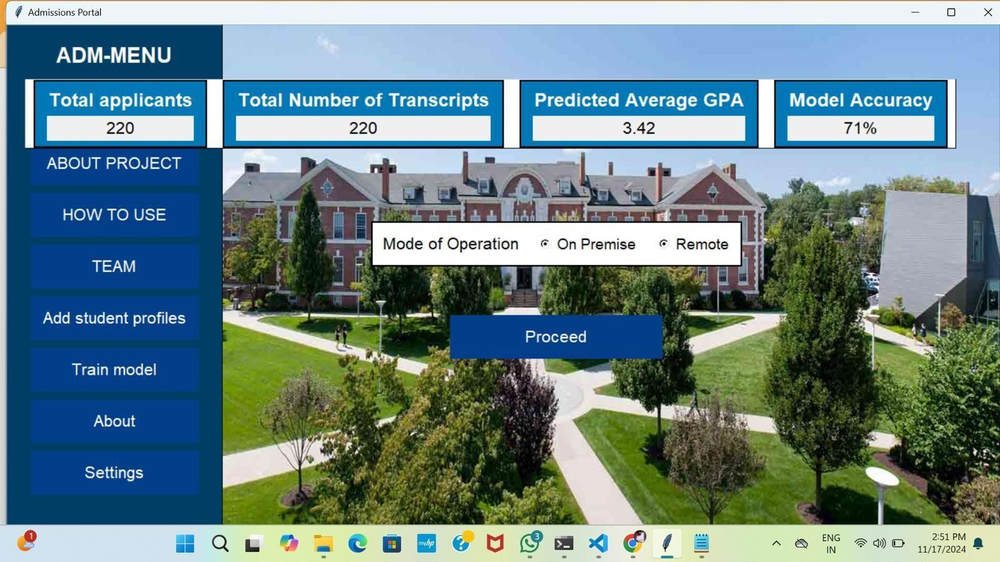 Admissions Portal
ADM-MENU
Total applicants
220
Total Number of Transcripts
220
Predicted Average GPA
3.42
Model Accuracy
71%
ABOUT PROJECT
HOW TO USE
TEAM
Add student profiles
Train model
About
Settings
Mode of Operation On Premise Remote
Proceed
1
myhp
?
3
ENG
IN
2:51 PM
11/17/2024